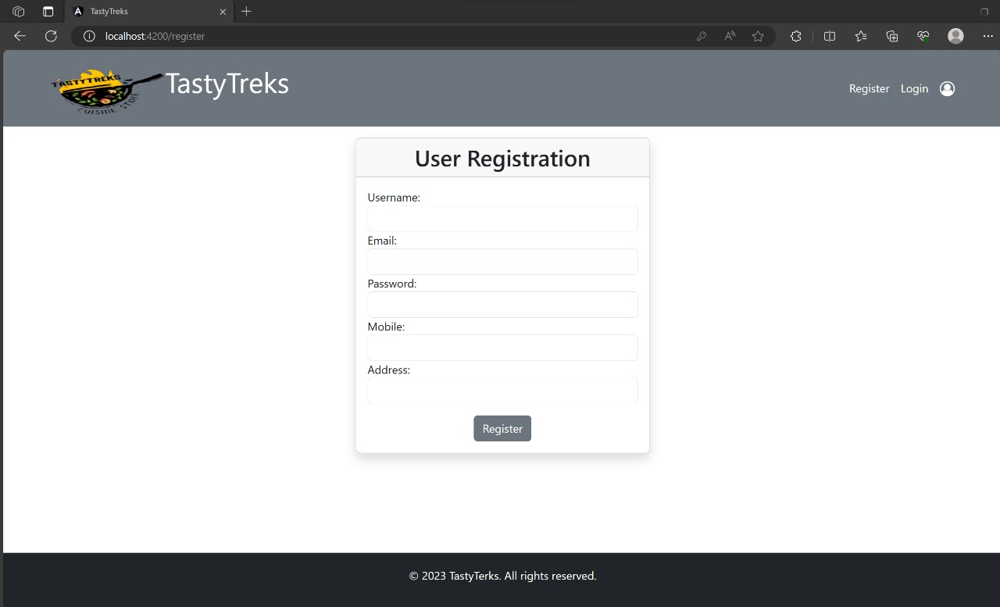 TastyTreks
localhost:4200/register
TASTYTREKS
CUISINE STORE
TastyTreks
Register Login
User Registration
Username:
Email:
Password:
Mobile:
Address:
Register
© 2023 TastyTerks. All rights reserved.